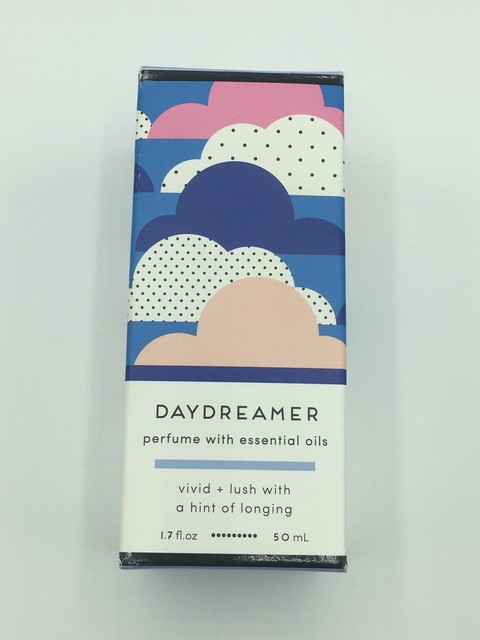 DAYDREAMER
perfume with essential oils
vivid + lush with
a hint of longing
1.7 fl.oz ••••••••• 50 mL